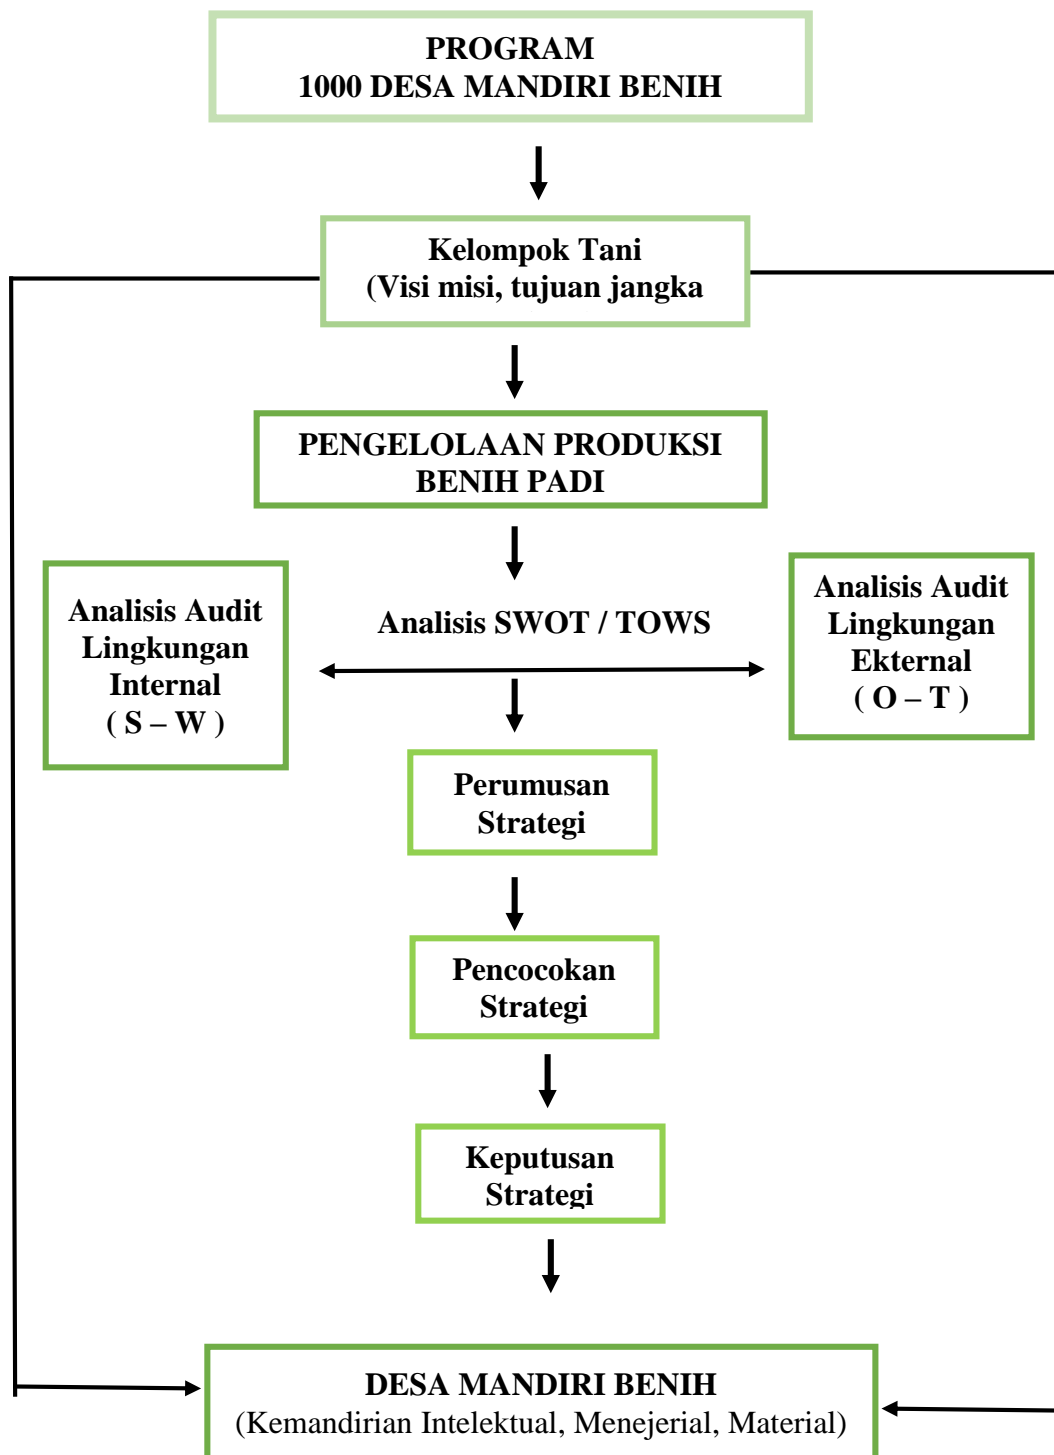 PROGRAM
1000 DESA MANDIRI BENIH
Kelompok Tani
(Visi misi, tujuan jangka
PENGELOLAAN PRODUKSI
BENIH PADI
Analisis Audit
Lingkungan
Internal
( S – W )
Analisis SWOT / TOWS
Analisis Audit
Lingkungan
Ekternal
( O – T )
Perumusan
Strategi
Pencocokan
Strategi
Keputusan
Strategi
DESA MANDIRI BENIH
(Kemandirian Intelektual, Menejerial, Material)